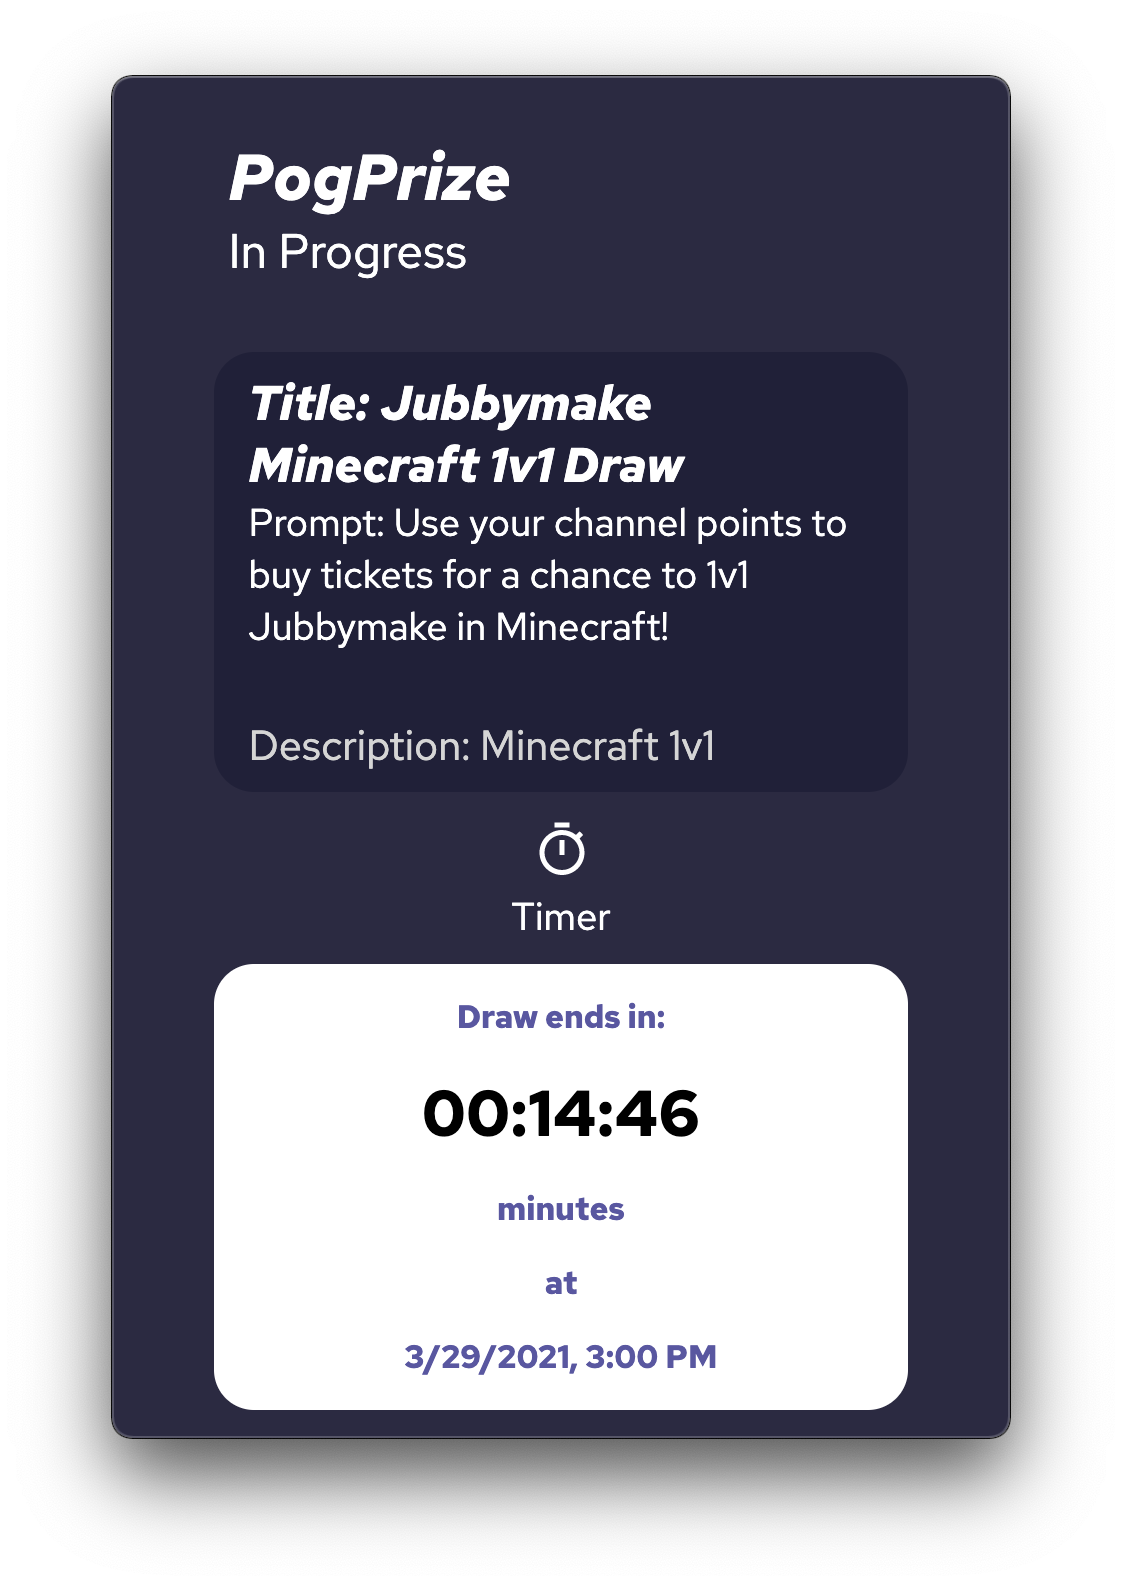 PogPrize
In Progress
Title: Jubbymake
Minecraft 1v1 Draw
Prompt: Use your channel points to
buy tickets for a chance to 1v1
Jubbymake in Minecraft!
Description: Minecraft 1v1
Timer
Draw ends in:
00:14:46
minutes
at
3/29/2021, 3:00 PM